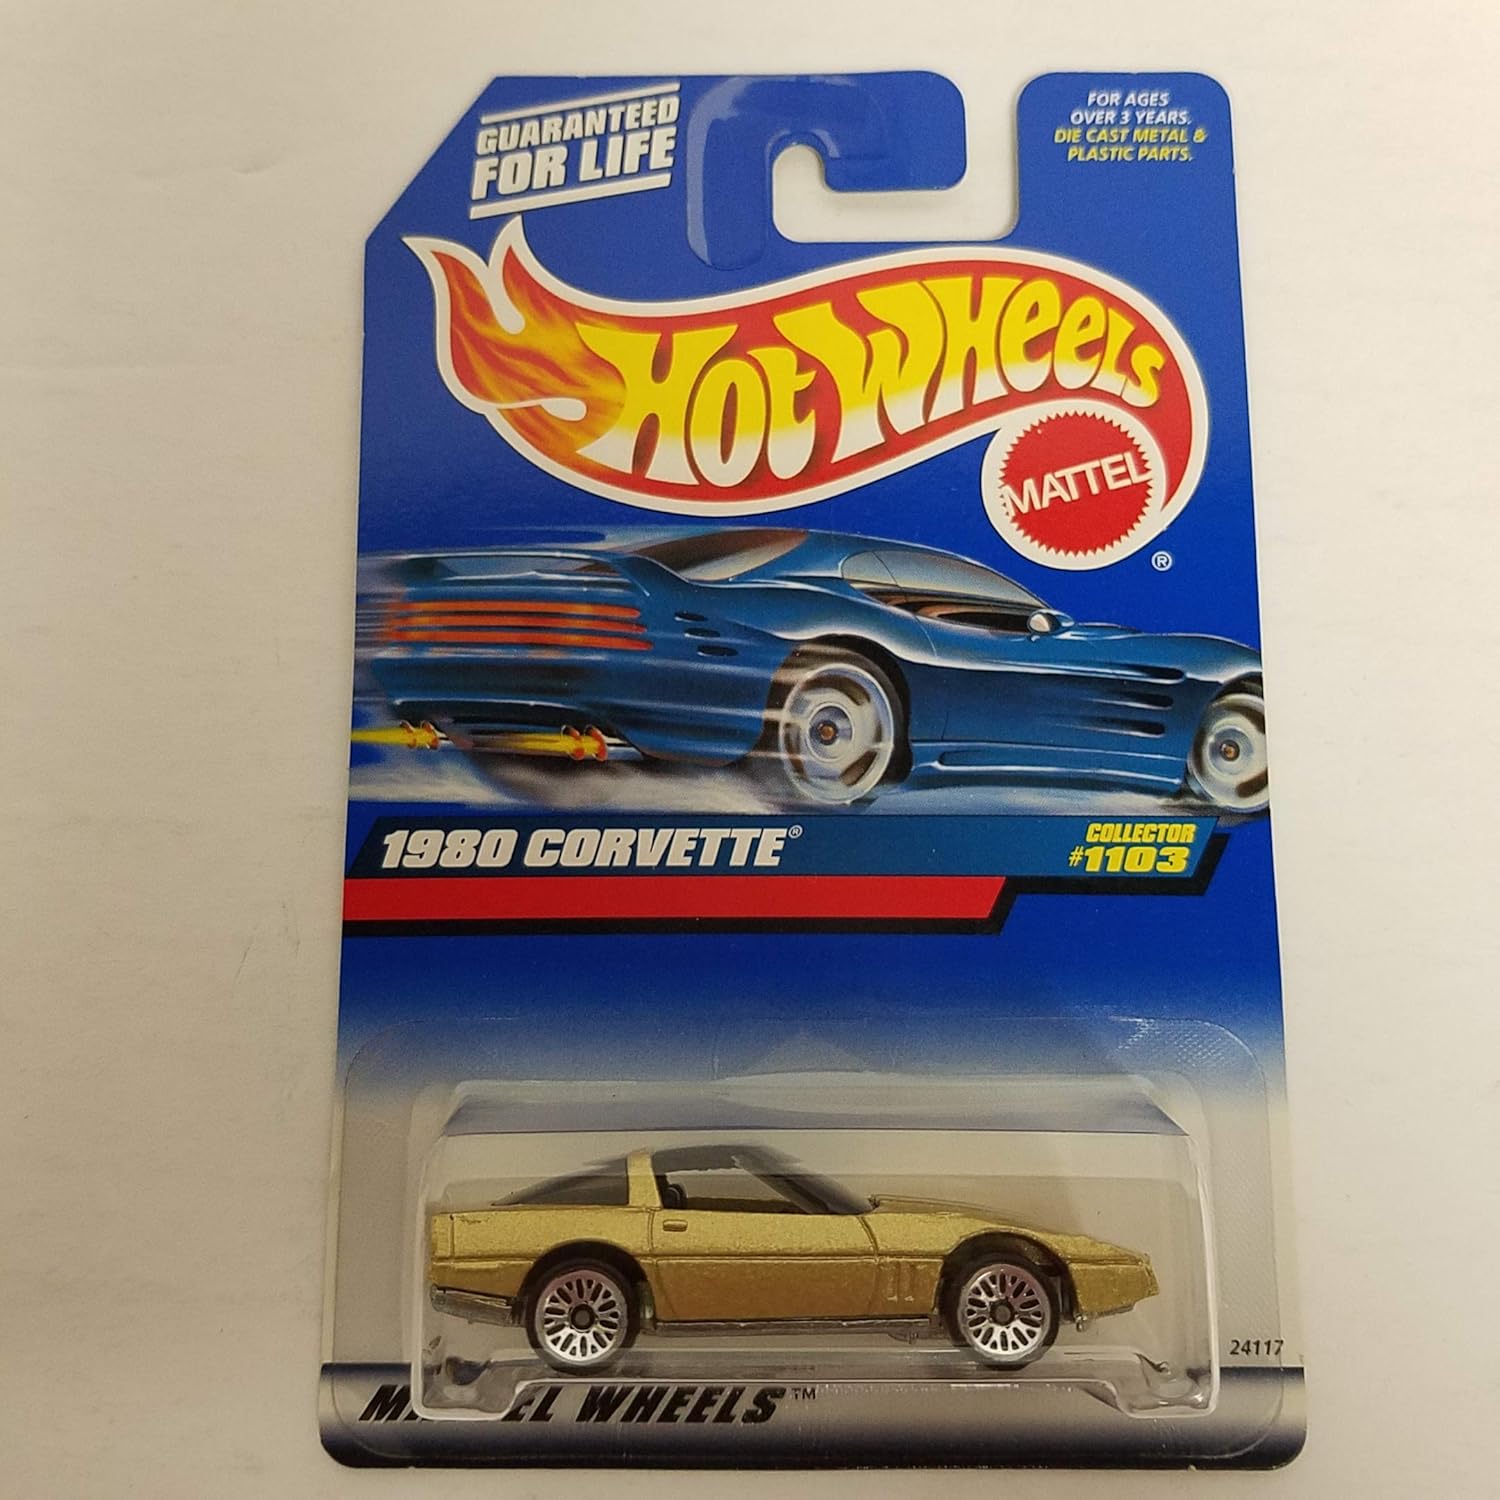 GUARANTEED
FOR LIFE
FOR AGES
OVER 3 YEARS.
DIE CAST METAL &
PLASTIC PARTS.
HOT WHEELS
MATTEL
®
1980 CORVETTE®
COLLECTOR
#1103
24117
WHEELS™